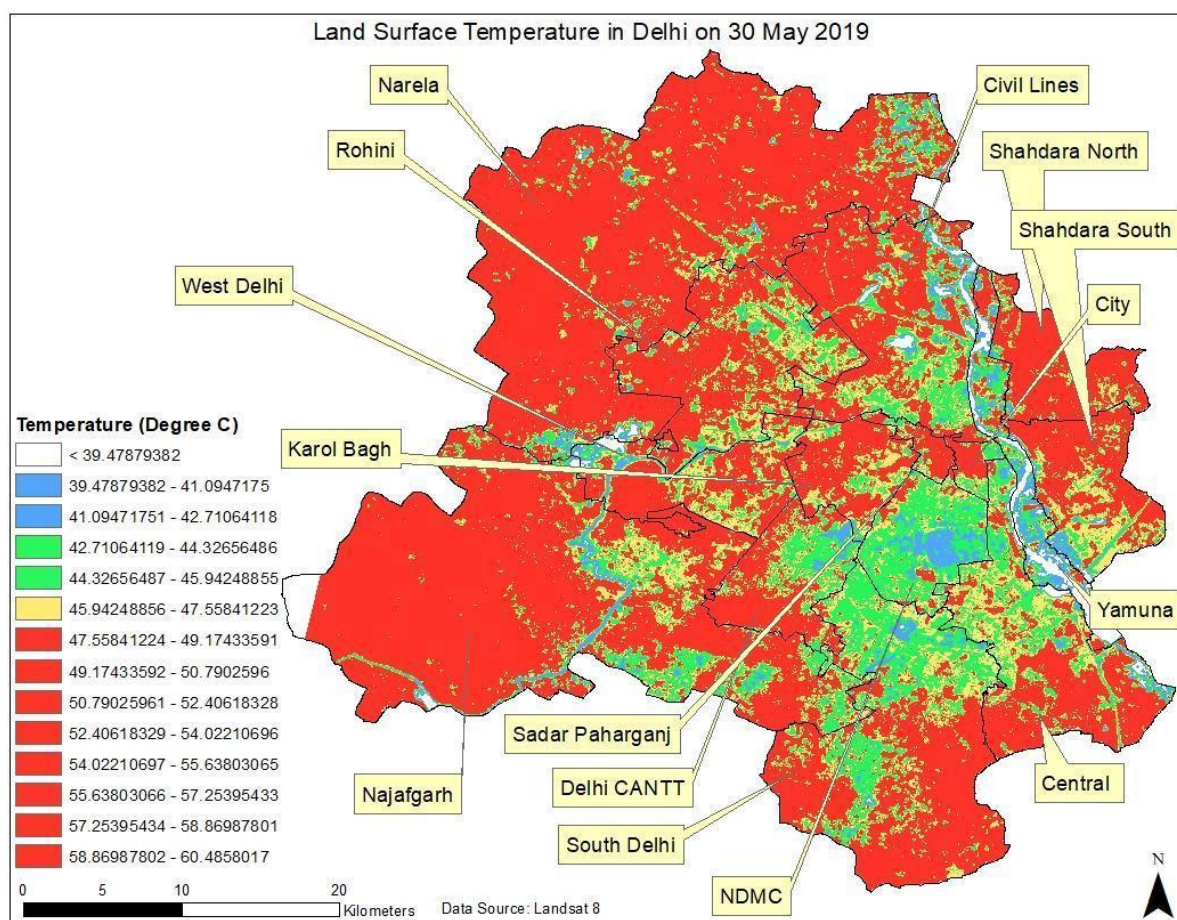 Land Surface Temperature in Delhi on 30 May 2019
Narela
Civil Lines
Rohini
Shahdara North
Shahdara South
West Delhi
City
Karol Bagh
Temperature (Degree C)
< 39.47879382
39.47879382 - 41.0947175
41.09471751 - 42.71064118
42.71064119 - 44.32656486
44.32656487 - 45.94248855
45.94248856 - 47.55841223
47.55841224 - 49.17433591
49.17433592 - 50.7902596
50.79025961 - 52.40618328
52.40618329 - 54.02210696
54.02210697 - 55.63803065
55.63803066 - 57.25395433
57.25395434 - 58.86987801
58.86987802 - 60.4858017
Yamuna
Sadar Paharganj
Najafgarh
Delhi CANTT
Central
South Delhi
NDMC
N
0 5 10 20
Kilometers
Data Source: Landsat 8